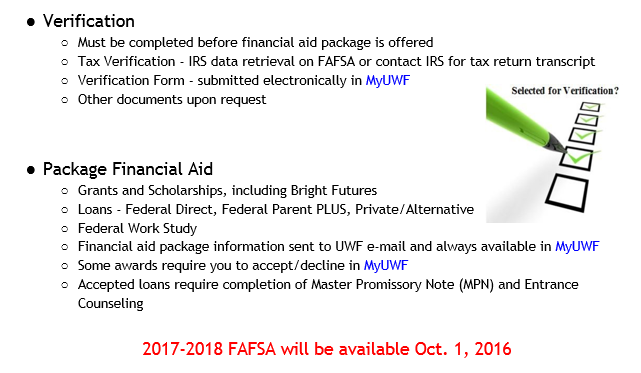 ● Verification
○ Must be completed before financial aid package is offered
○ Tax Verification - IRS data retrieval on FAFSA or contact IRS for tax return transcript
○ Verification Form - submitted electronically in MyUWF
○ Other documents upon request
Selected for Verification?
● Package Financial Aid
○ Grants and Scholarships, including Bright Futures
○ Loans - Federal Direct, Federal Parent PLUS, Private/Alternative
○ Federal Work Study
○ Financial aid package information sent to UWF e-mail and always available in MyUWF
○ Some awards require you to accept/decline in MyUWF
○ Accepted loans require completion of Master Promissory Note (MPN) and Entrance
Counseling
2017-2018 FAFSA will be available Oct. 1, 2016